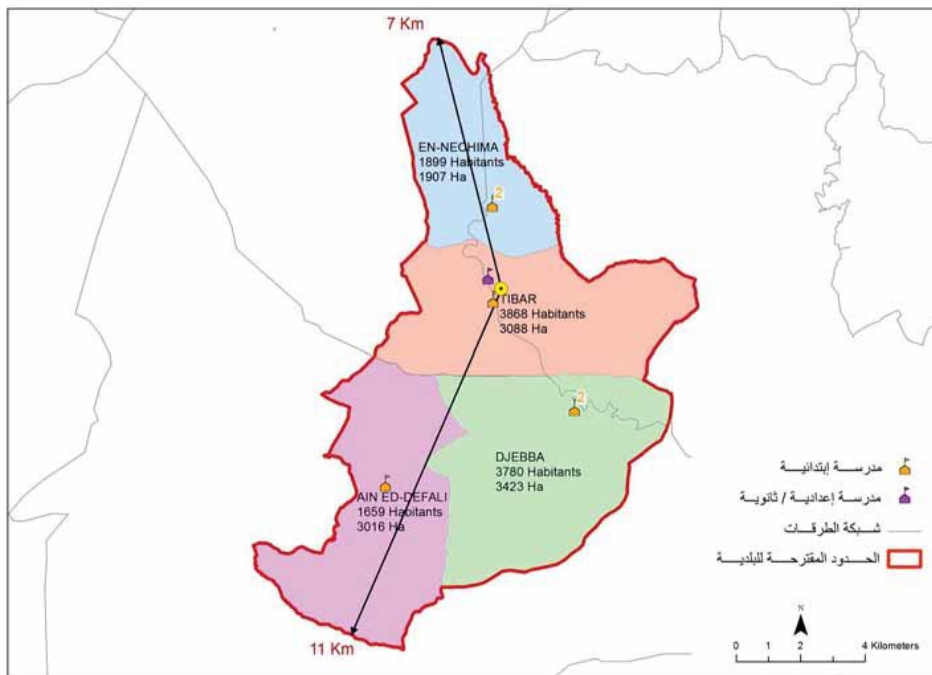 7 Km
EN-NECHIMA
1899 Habitants
1907 Ha
2
TIBAR
3868 Habitants
3088 Ha
2
DJEBBA
3780 Habitants
3423 Ha
AIN ED-DEFALI
1659 Habitants
3016 Ha
11 Km
مدرسة إبتدائية
مدرسة إعدادية / ثانوية
شبكة الطرقات
الحدود المقترحة للبلدية
N
0 1 2 4 Kilometers